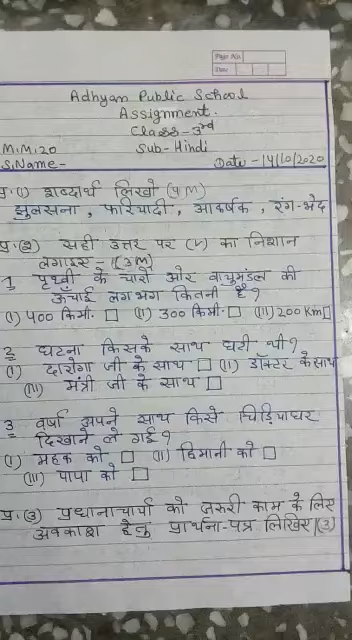 Page No.
Date
Adhyan Public School
Assignment.
Class - 3rd
M.M.20 Sub - Hindi
S.Name - Date - 14/10/2020
प्र.(1) शब्दार्थ लिखो (4 M)
झुलसना , फरियादी , आकर्षक , रंग-भेद
प्र.(2) सही उत्तर पर (✓) का निशान
लगाइए - (3 M)
1 पृथ्वी के चारों ओर वायुमंडल की
ऊँचाई लगभग कितनी है?
(I) 400 किमी. □ (II) 300 किमी. □ (III) 200 Km □
2 घटना किसके साथ घटी थी?
(I) दारोगा जी के साथ □ (II) डॉक्टर के साथ
(III) मंत्री जी के साथ □
3 वर्षा अपने साथ किसे चिड़ियाघर
दिखाने ले गई?
(I) महक को □ (II) हिमानी को □
(III) पापा को □
प्र.(3) प्रधानाचार्या को जरुरी काम के लिए
अवकाश हेतु प्रार्थना-पत्र लिखिए।(3)